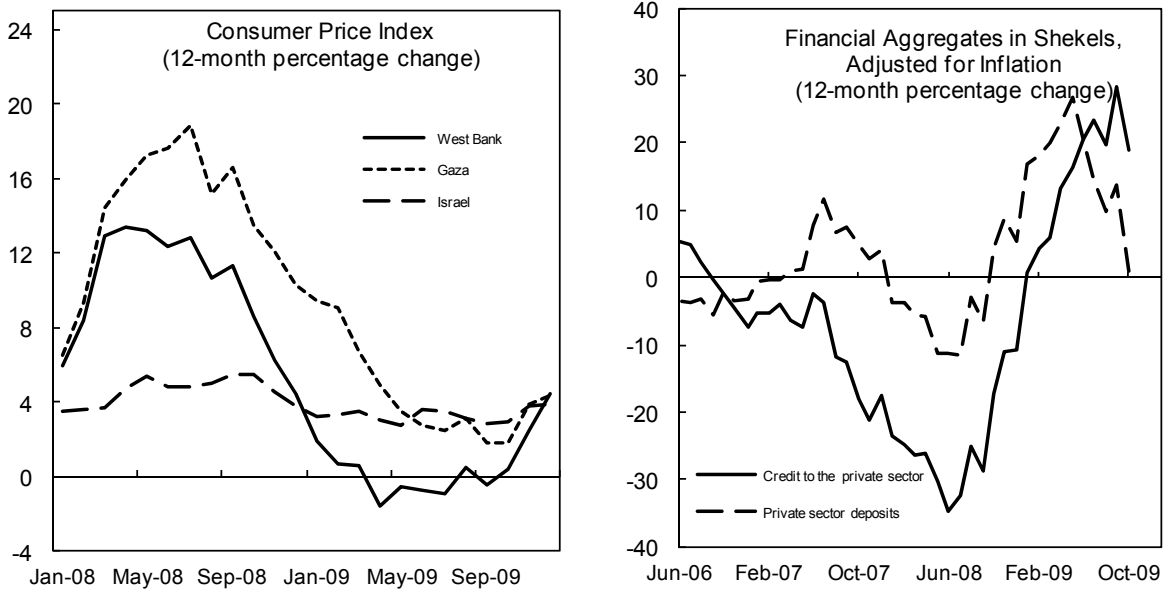 Consumer Price Index
(12-month percentage change)
24
20
16
12
8
4
0
-4
West Bank
Gaza
Israel
Jan-08 May-08 Sep-08 Jan-09 May-09 Sep-09
Financial Aggregates in Shekels,
Adjusted for Inflation
(12-month percentage change)
40
30
20
10
0
-10
-20
-30
-40
Credit to the private sector
Private sector deposits
Jun-06 Feb-07 Oct-07 Jun-08 Feb-09 Oct-09